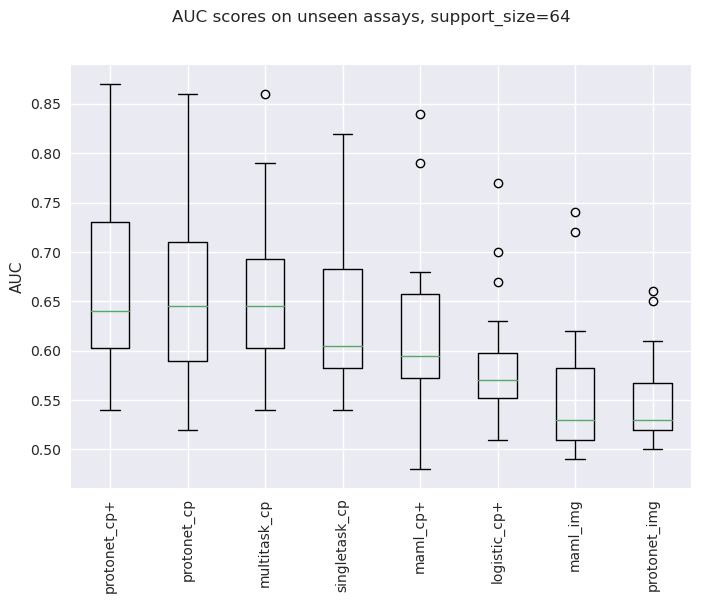 AUC scores on unseen assays, support_size=64
AUC
0.85
0.80
0.75
0.70
0.65
0.60
0.55
0.50
protonet_cp+
protonet_cp
multitask_cp
singletask_cp
maml_cp+
logistic_cp+
maml_img
protonet_img